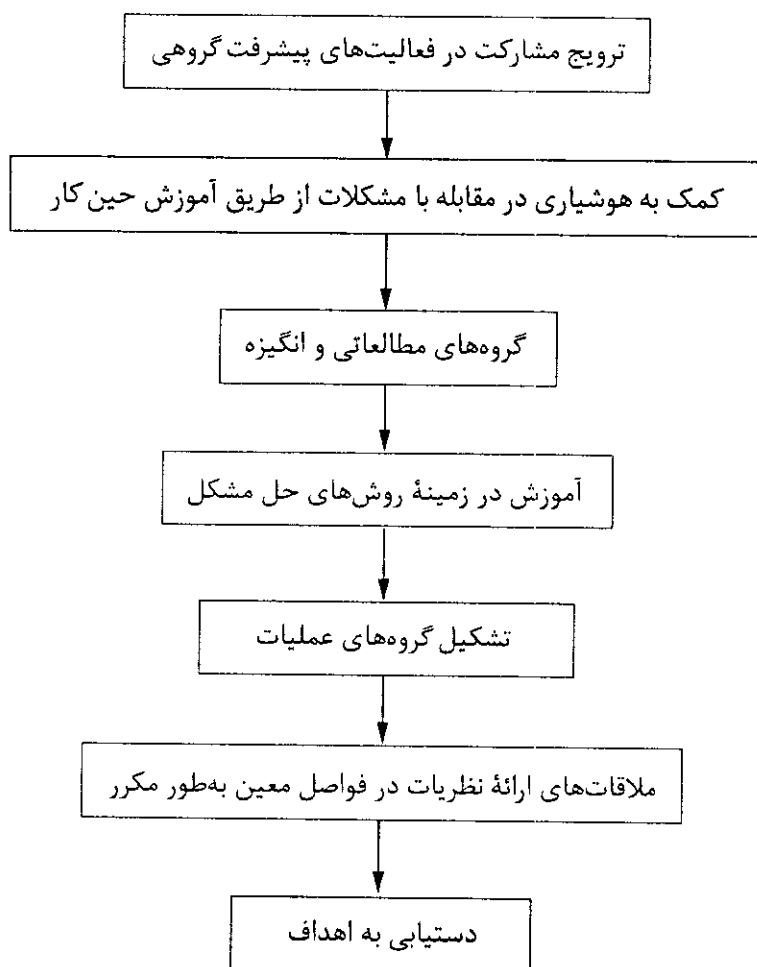 ترویج مشارکت در فعالیت‌های پیشرفت گروهی
کمک به هوشیاری در مقابله با مشکلات از طریق آموزش حین کار
گروه‌های مطالعاتی و انگیزه
آموزش در زمینهٔ روش‌های حل مشکل
تشکیل گروه‌های عملیات
ملاقات‌های ارائهٔ نظریات در فواصل معین به‌طور مکرر
دستیابی به اهداف